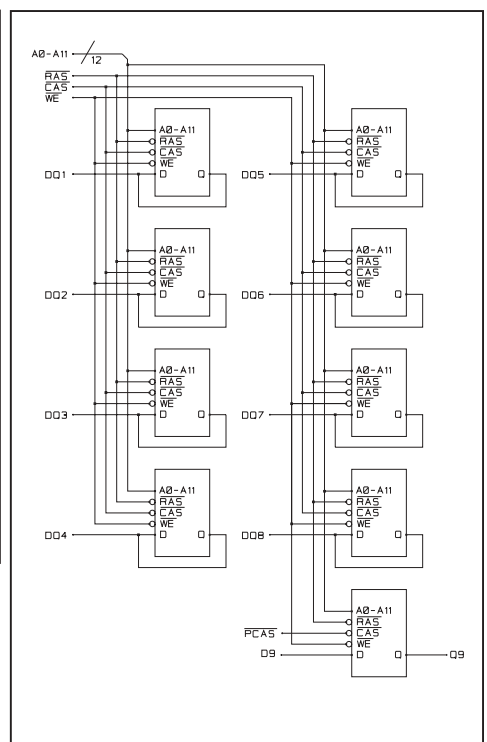 A0-A11
12
RAS
CAS
WE
A0-A11
RAS
CAS
WE
DQ1 D Q
A0-A11
RAS
CAS
WE
DQ5 D Q
A0-A11
RAS
CAS
WE
DQ2 D Q
A0-A11
RAS
CAS
WE
DQ6 D Q
A0-A11
RAS
CAS
WE
DQ3 D Q
A0-A11
RAS
CAS
WE
DQ7 D Q
A0-A11
RAS
CAS
WE
DQ4 D Q
A0-A11
RAS
CAS
WE
DQ8 D Q
A0-A11
RAS
PCAS CAS
WE
D9 D Q Q9